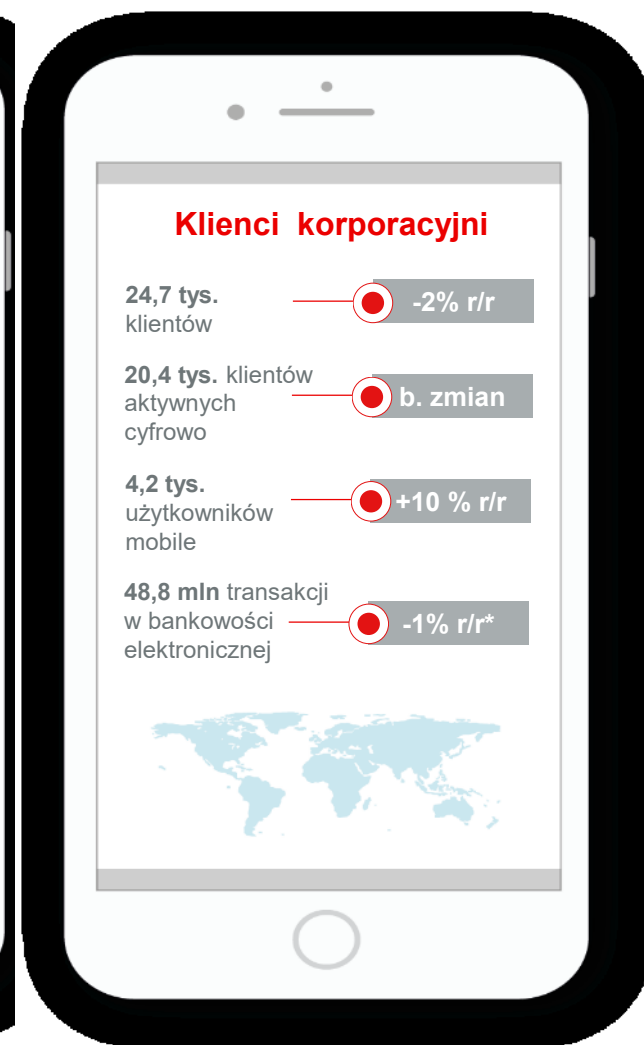 Klienci korporacyjni
24,7 tys.
klientów
-2% r/r
20,4 tys. klientów
aktywnych
cyfrowo
b. zmian
4,2 tys.
użytkowników
mobile
+10 % r/r
48,8 mln transakcji
w bankowości
elektronicznej
-1% r/r*